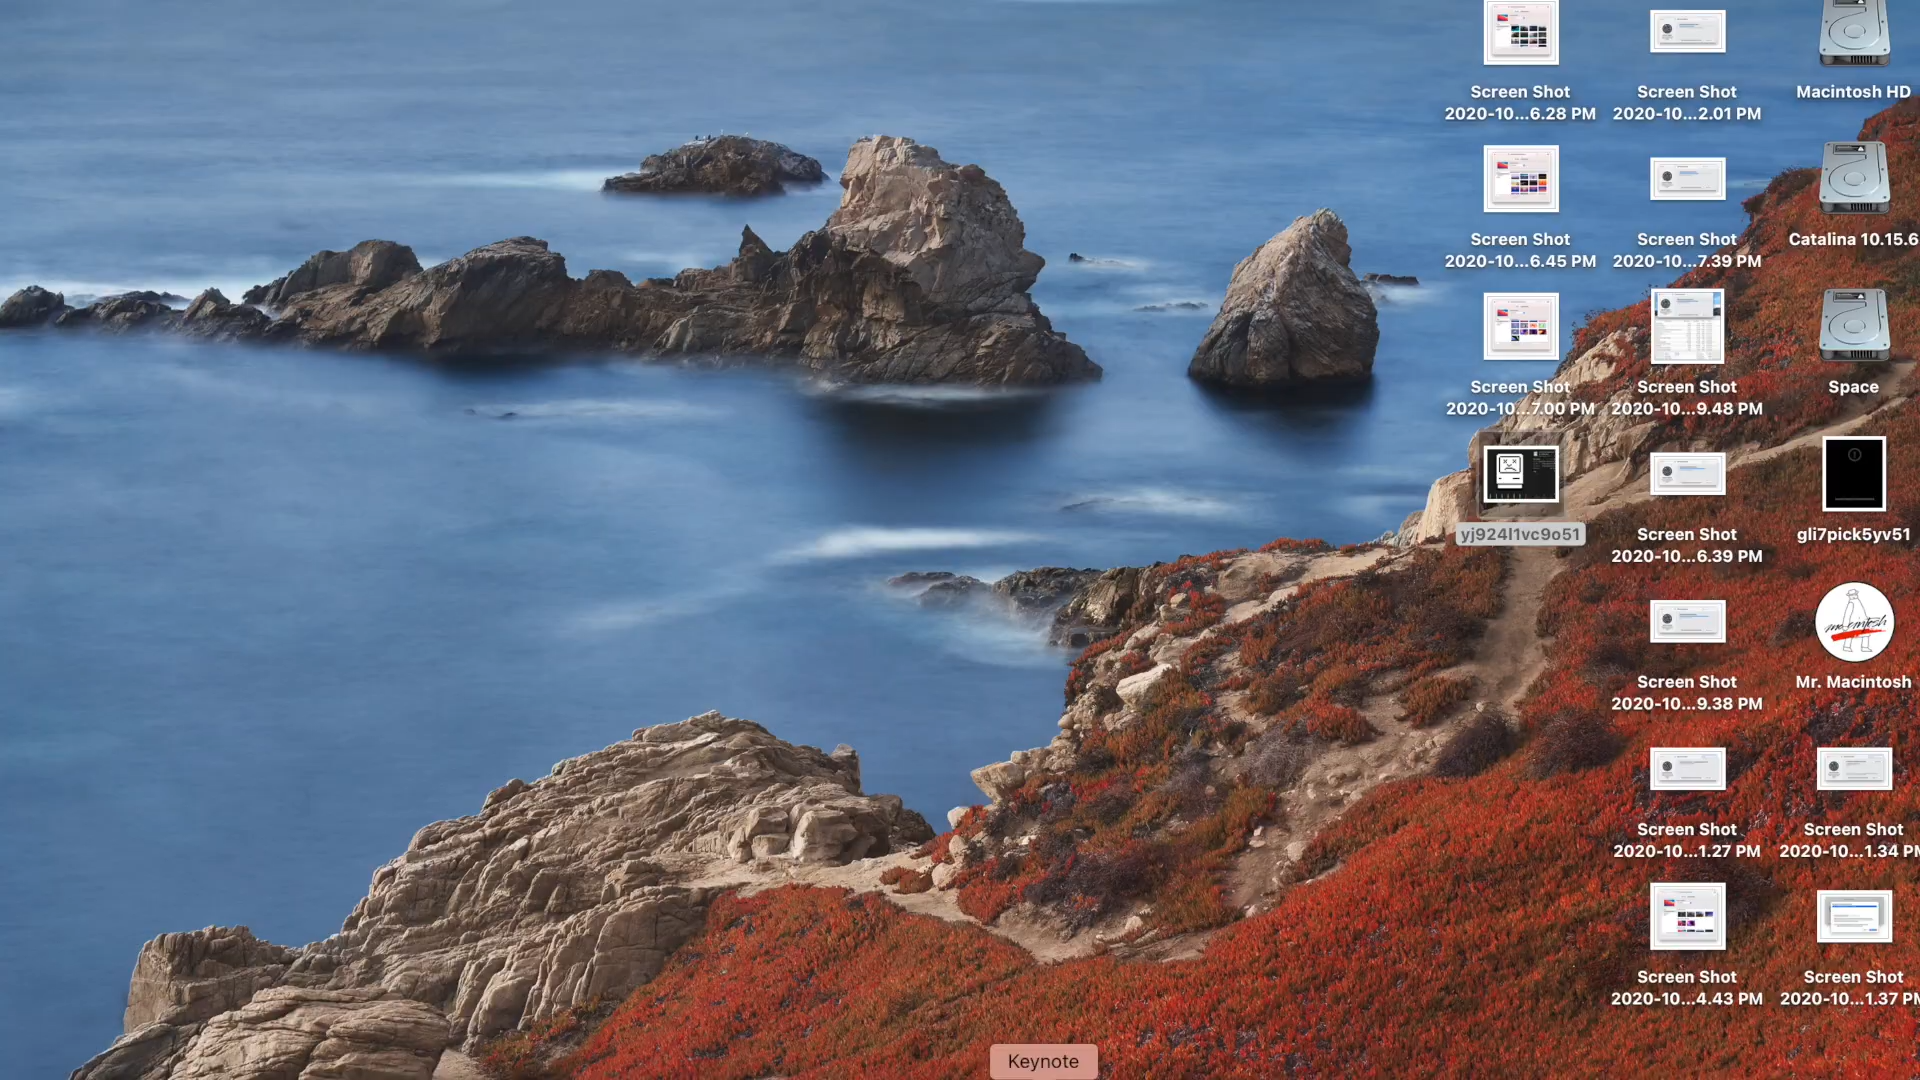 Screen Shot
2020-10...6.28 PM
Screen Shot
2020-10...2.01 PM
Macintosh HD
Screen Shot
2020-10...6.45 PM
Screen Shot
2020-10...7.39 PM
Catalina 10.15.6
Screen Shot
2020-10...7.00 PM
Screen Shot
2020-10...9.48 PM
Space
yj924l1vc9o51
Screen Shot
2020-10...6.39 PM
gli7pick5yv51
Screen Shot
2020-10...9.38 PM
Mr. Macintosh
Screen Shot
2020-10...1.27 PM
Screen Shot
2020-10...1.34 PM
Screen Shot
2020-10...4.43 PM
Screen Shot
2020-10...1.37 PM
Keynote